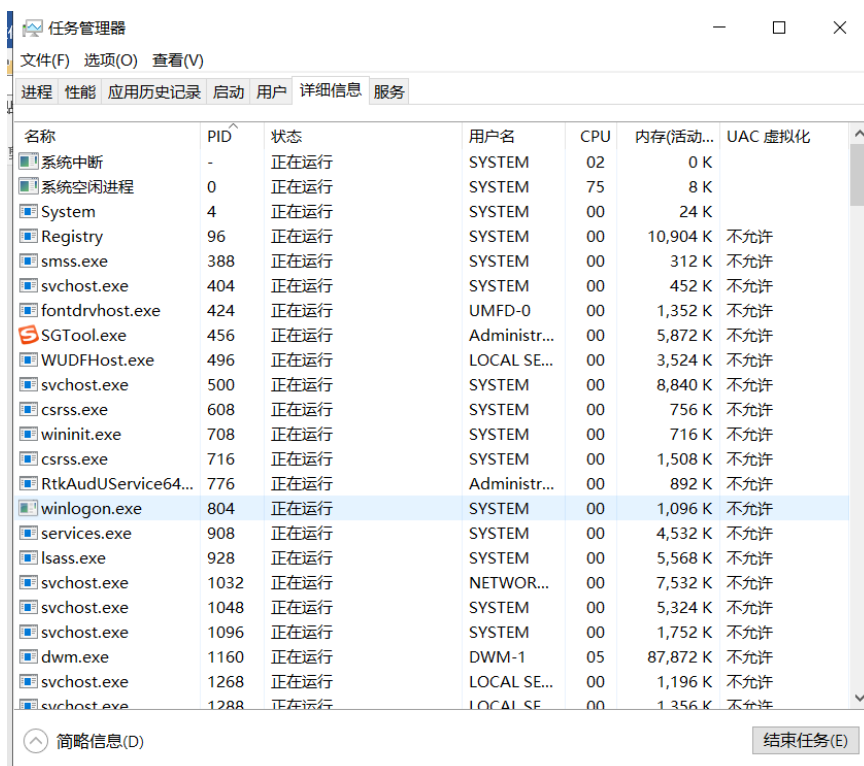 任务管理器
文件(F) 选项(O) 查看(V)
进程 性能 应用历史记录 启动 用户 详细信息 服务
名称 PID 状态 用户名 CPU 内存(活动... UAC 虚拟化
系统中断 - 正在运行 SYSTEM 02 0 K
系统空闲进程 0 正在运行 SYSTEM 75 8 K
System 4 正在运行 SYSTEM 00 24 K
Registry 96 正在运行 SYSTEM 00 10,904 K 不允许
smss.exe 388 正在运行 SYSTEM 00 312 K 不允许
svchost.exe 404 正在运行 SYSTEM 00 452 K 不允许
fontdrvhost.exe 424 正在运行 UMFD-0 00 1,352 K 不允许
SGTool.exe 456 正在运行 Administr... 00 5,872 K 不允许
WUDFHost.exe 496 正在运行 LOCAL SE... 00 3,524 K 不允许
svchost.exe 500 正在运行 SYSTEM 00 8,840 K 不允许
csrss.exe 608 正在运行 SYSTEM 00 756 K 不允许
wininit.exe 708 正在运行 SYSTEM 00 716 K 不允许
csrss.exe 716 正在运行 SYSTEM 00 1,508 K 不允许
RtkAudUService64... 776 正在运行 Administr... 00 892 K 不允许
winlogon.exe 804 正在运行 SYSTEM 00 1,096 K 不允许
services.exe 908 正在运行 SYSTEM 00 4,532 K 不允许
lsass.exe 928 正在运行 SYSTEM 00 5,568 K 不允许
svchost.exe 1032 正在运行 NETWOR... 00 7,532 K 不允许
svchost.exe 1048 正在运行 SYSTEM 00 5,324 K 不允许
svchost.exe 1096 正在运行 SYSTEM 00 1,752 K 不允许
dwm.exe 1160 正在运行 DWM-1 05 87,872 K 不允许
svchost.exe 1268 正在运行 LOCAL SE... 00 1,196 K 不允许
svchost.exe 1288 正在运行 LOCAL SE 00 1,356 K 不允许
简略信息(D) 结束任务(E)